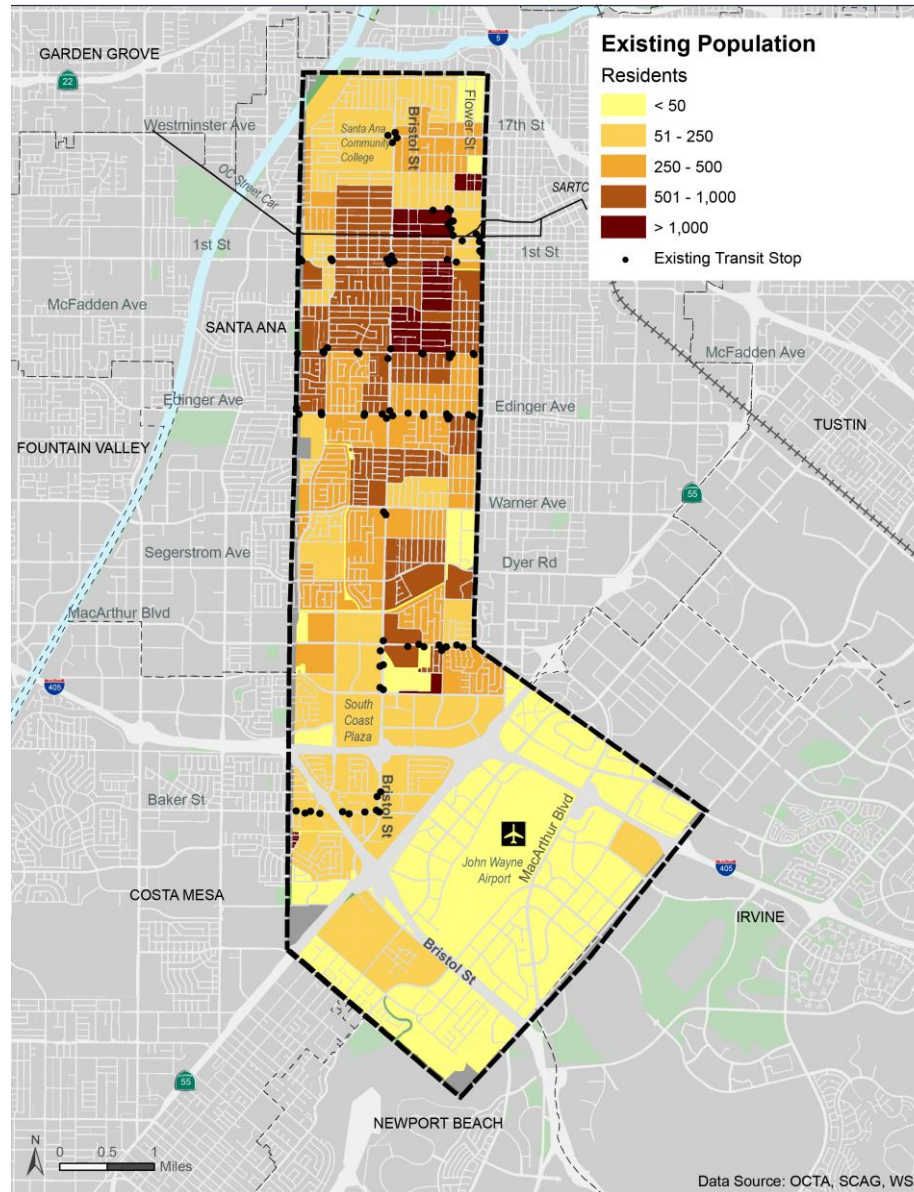 GARDEN GROVE
22
5
Existing Population
Residents
< 50
51 - 250
250 - 500
501 - 1,000
> 1,000
Existing Transit Stop
Westminster Ave
Santa Ana
Community
College
Bristol St
Flower St
17th St
OC Street Car
SARTC
1st St
1st St
McFadden Ave
SANTA ANA
McFadden Ave
Edinger Ave
Edinger Ave
TUSTIN
FOUNTAIN VALLEY
Warner Ave
55
Segerstrom Ave
Dyer Rd
MacArthur Blvd
405
South
Coast
Plaza
Baker St
Bristol St
MacArthur Blvd
John Wayne
Airport
405
COSTA MESA
IRVINE
Bristol St
55
NEWPORT BEACH
N
0 0.5 1
Miles
Data Source: OCTA, SCAG, WS